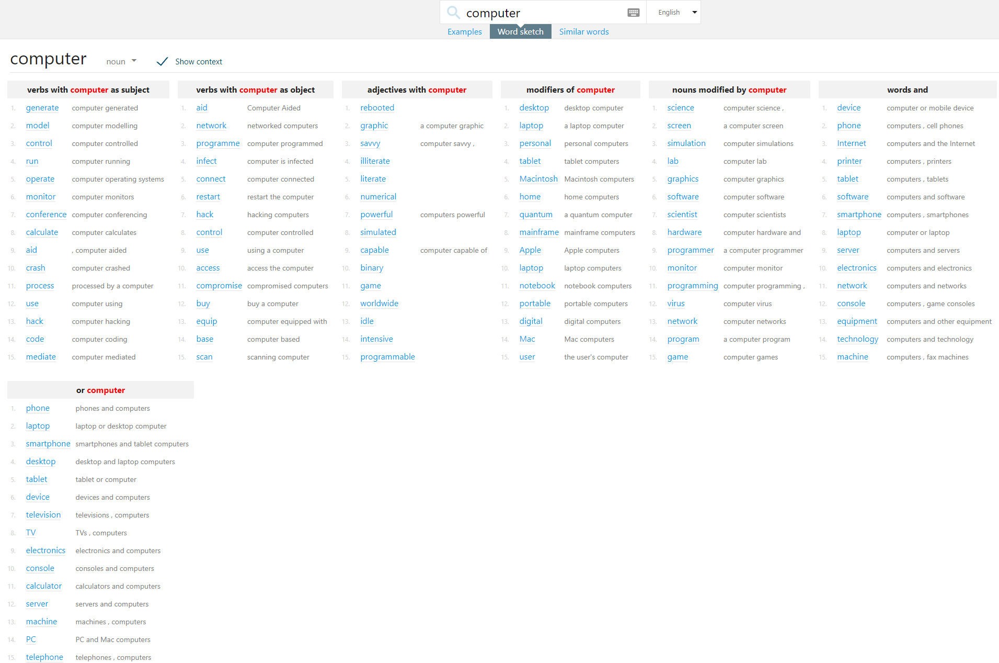 computer English
Examples Word sketch Similar words
computer noun Show context
verbs with computer as subject
1. generate computer generated
2. model computer modelling
3. control computer controlled
4. run computer running
5. operate computer operating systems
6. monitor computer monitors
7. conference computer conferencing
8. calculate computer calculates
9. aid , computer aided
10. crash computer crashed
11. process processed by a computer
12. use computer using
13. hack computer hacking
14. code computer coding
15. mediate computer mediated
verbs with computer as object
1. aid Computer Aided
2. network networked computers
3. programme computer programmed
4. infect computer is infected
5. connect computer connected
6. restart restart the computer
7. hack hacking computers
8. control computer controlled
9. use using a computer
10. access access the computer
11. compromise compromised computers
12. buy buy a computer
13. equip computer equipped with
14. base computer based
15. scan scanning computer
adjectives with computer
1. rebooted
2. graphic a computer graphic
3. savvy computer savvy ,
4. illiterate
5. literate
6. numerical
7. powerful computers powerful
8. simulated
9. capable computer capable of
10. binary
11. game
12. worldwide
13. idle
14. intensive
15. programmable
modifiers of computer
1. desktop desktop computer
2. laptop a laptop computer
3. personal personal computers
4. tablet tablet computers
5. Macintosh Macintosh computers
6. home home computers
7. quantum a quantum computer
8. mainframe mainframe computers
9. Apple Apple computers
10. laptop laptop computers
11. notebook notebook computers
12. portable portable computers
13. digital digital computers
14. Mac Mac computers
15. user the user's computer
nouns modified by computer
1. science computer science ,
2. screen a computer screen
3. simulation computer simulations
4. lab computer lab
5. graphics computer graphics
6. software computer software
7. scientist computer scientists
8. hardware computer hardware and
9. programmer a computer programmer
10. monitor computer monitor
11. programming computer programming ,
12. virus computer virus
13. network computer networks
14. program a computer program
15. game computer games
words and
1. device computer or mobile device
2. phone computers , cell phones
3. Internet computers and the Internet
4. printer computers , printers
5. tablet computers , tablets
6. software computers and software
7. smartphone computers , smartphones
8. laptop computer or laptop
9. server computers and servers
10. electronics computers and electronics
11. network computers and networks
12. console computers , game consoles
13. equipment computers and other equipment
14. technology computers and technology
15. machine computers , fax machines
or computer
1. phone phones and computers
2. laptop laptop or desktop computer
3. smartphone smartphones and tablet computers
4. desktop desktop and laptop computers
5. tablet tablet or computer
6. device devices and computers
7. television televisions , computers
8. TV TVs , computers
9. electronics electronics and computers
10. console consoles and computers
11. calculator calculators and computers
12. server servers and computers
13. machine machines , computers
14. PC PC and Mac computers
15. telephone telephones , computers